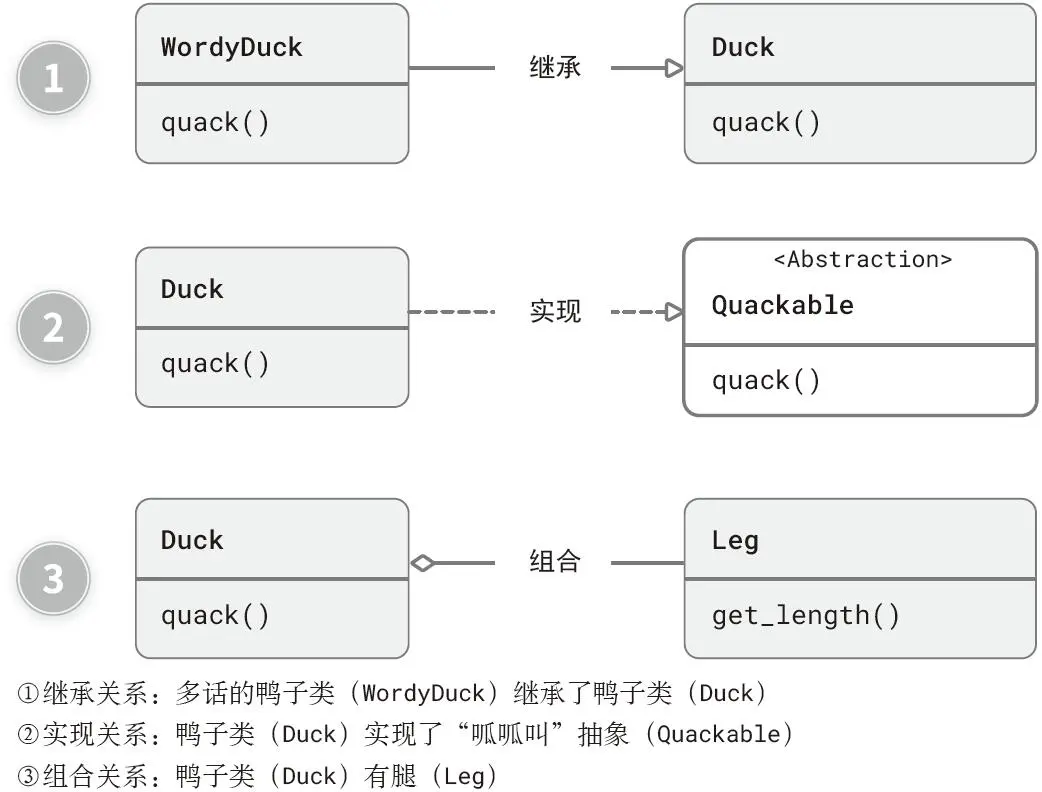 1
WordyDuck
quack()
继承
Duck
quack()
2
Duck
quack()
实现
<Abstraction>
Quackable
quack()
3
Duck
quack()
组合
Leg
get_length()
①继承关系：多话的鸭子类（WordyDuck）继承了鸭子类（Duck）
②实现关系：鸭子类（Duck）实现了“呱呱叫”抽象（Quackable）
③组合关系：鸭子类（Duck）有腿（Leg）